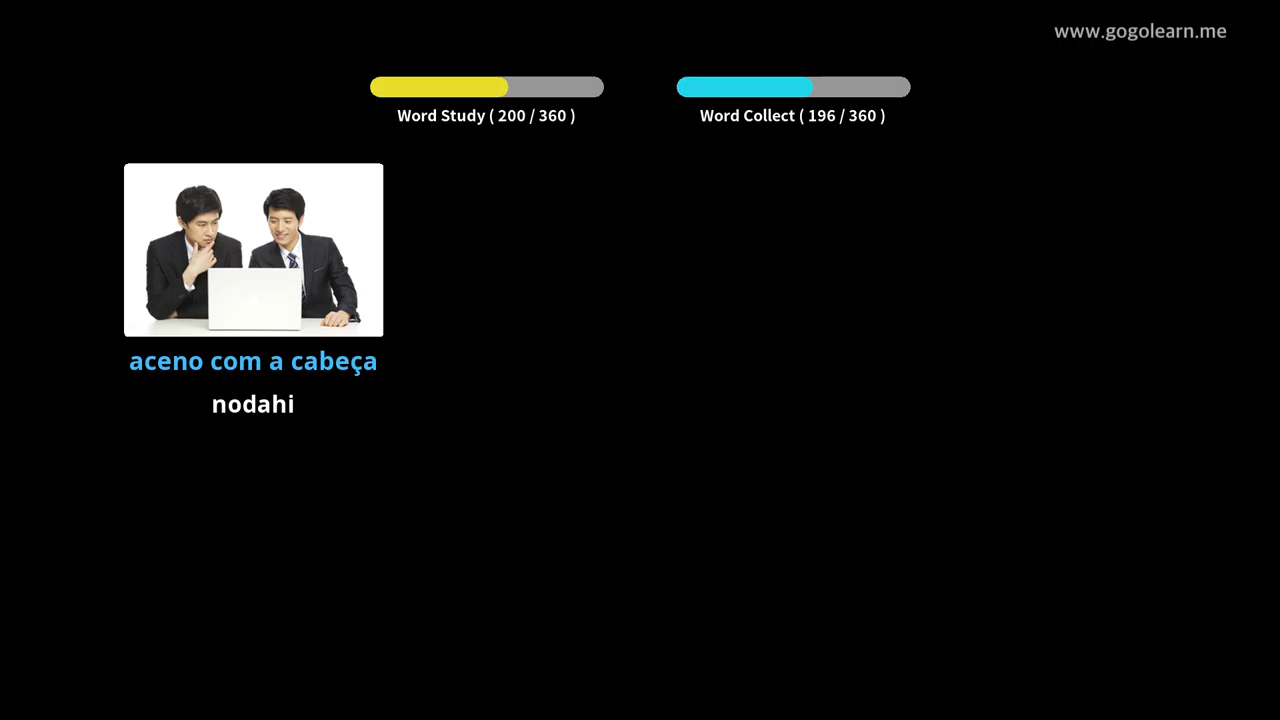 www.gogolearn.me
Word Study ( 200 / 360 )
Word Collect ( 196 / 360 )
aceno com a cabeça
nodahi